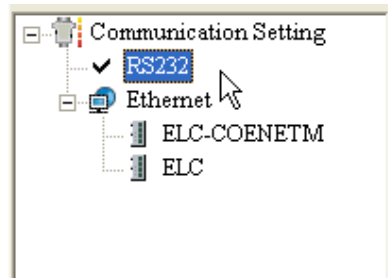 Communication Setting
RS232
Ethernet
ELC-COENETM
ELC